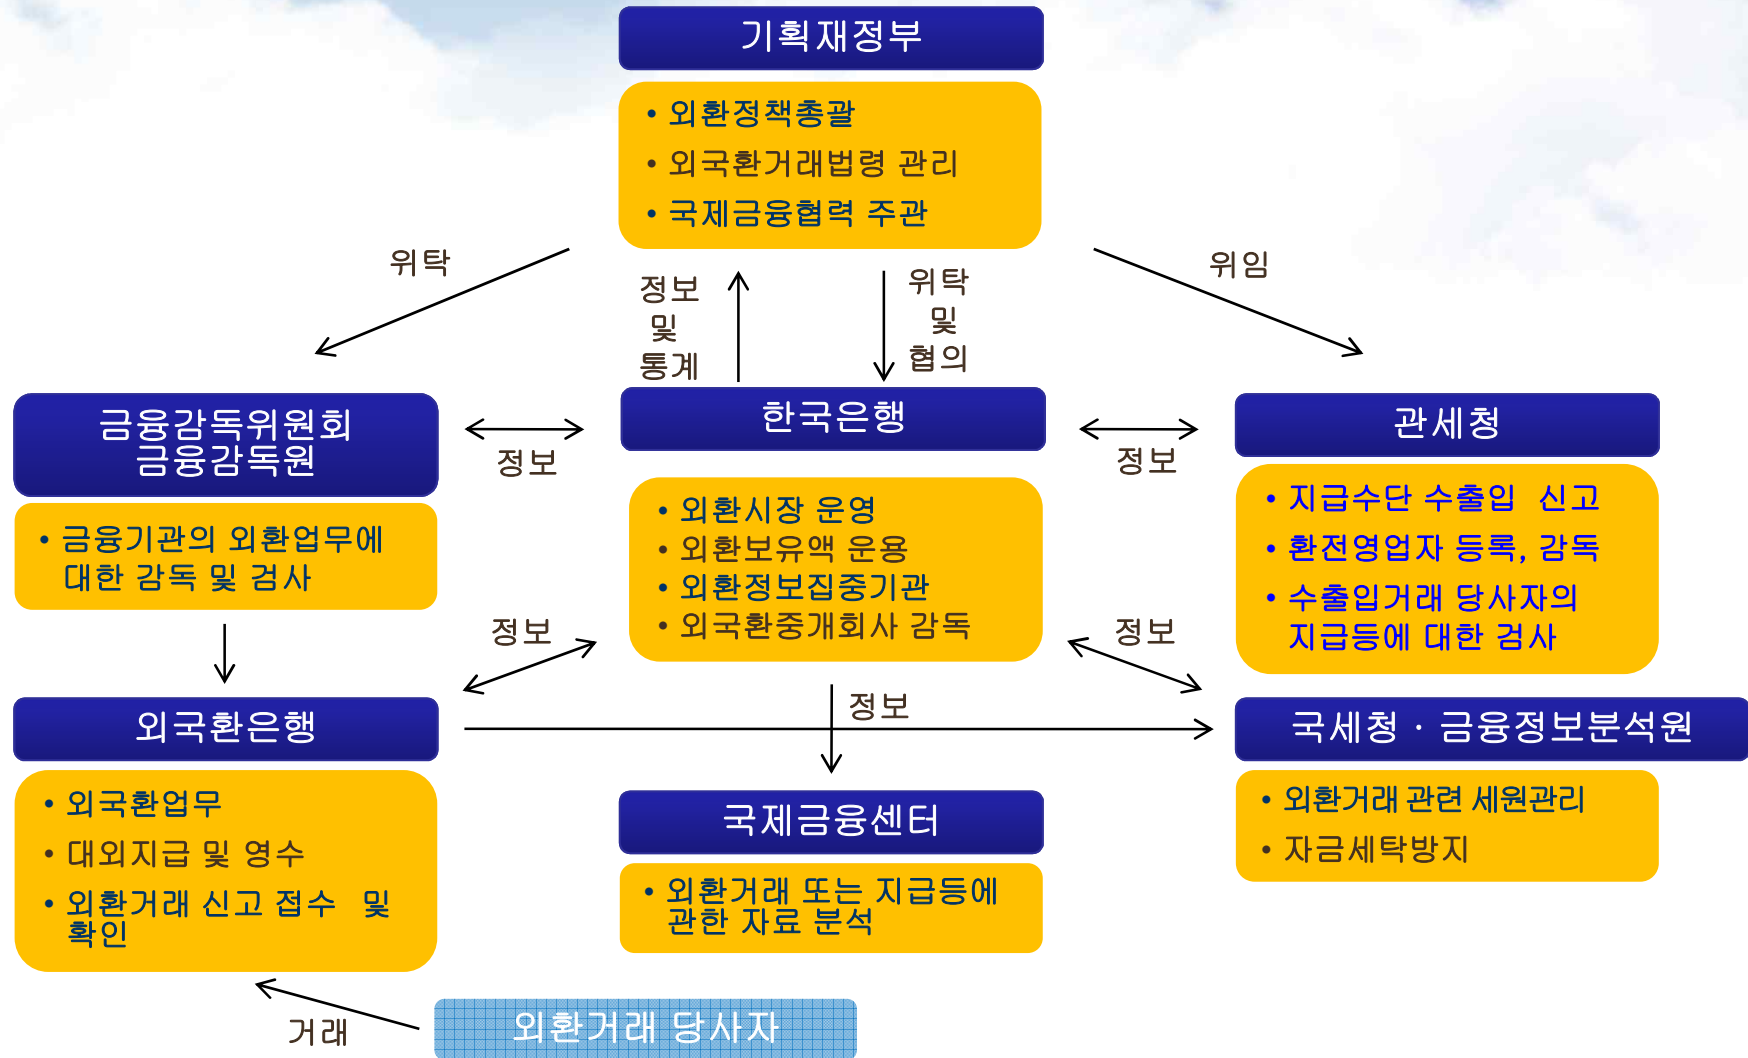 기획재정부
• 외환정책총괄
• 외국환거래법령 관리
• 국제금융협력 주관
위탁
정보
및
통계
위탁
및
협의
위임
금융감독위원회
금융감독원
• 금융기관의 외환업무에
대한 감독 및 검사
정보
한국은행
• 외환시장 운영
• 외환보유액 운용
• 외환정보집중기관
• 외국환중개회사 감독
정보
관세청
• 지급수단 수출입 신고
• 환전영업자 등록, 감독
• 수출입거래 당사자의
지급등에 대한 검사
정보
정보
외국환은행
• 외국환업무
• 대외지급 및 영수
• 외환거래 신고 접수 및
확인
정보
국제금융센터
• 외환거래 또는 지급등에
관한 자료 분석
국세청 · 금융정보분석원
• 외환거래 관련 세원관리
• 자금세탁방지
거래
외환거래 당사자